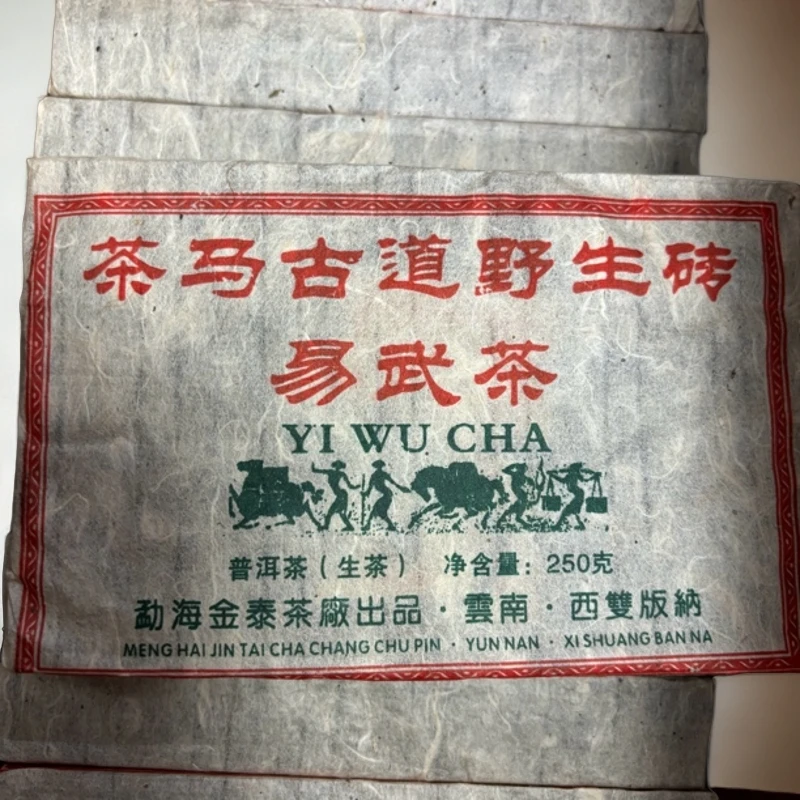 茶马古道野生砖
易武茶
YI WU CHA
普洱茶（生茶） 净含量：250克
勐海金泰茶廠出品·雲南·西雙版納
MENG HAI JIN TAI CHA CHANG CHU PIN · YUN NAN · XI SHUANG BAN NA